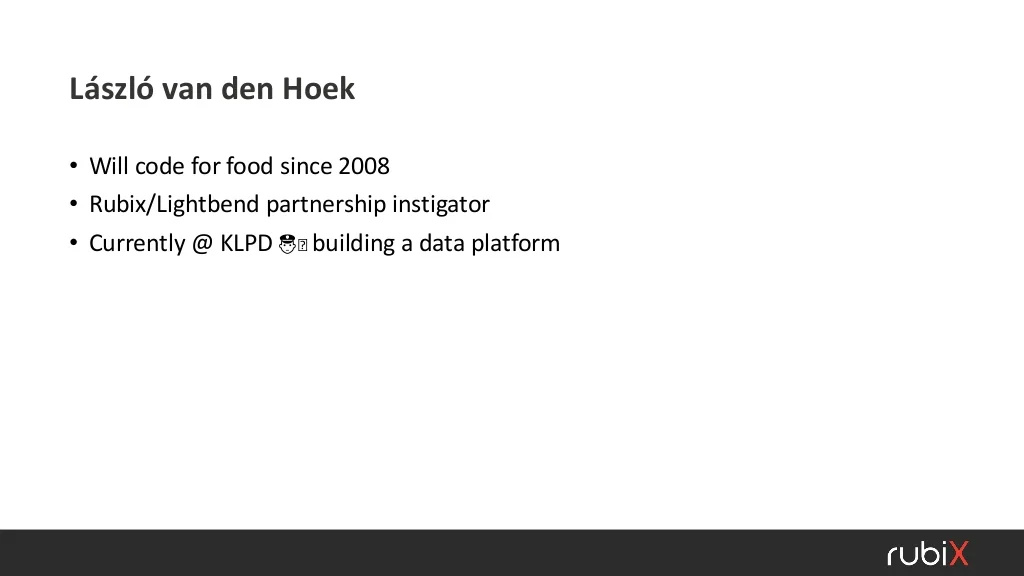 László van den Hoek
• Will code for food since 2008
• Rubix/Lightbend partnership instigator
• Currently @ KLPD 👮 building a data platform
rubiX